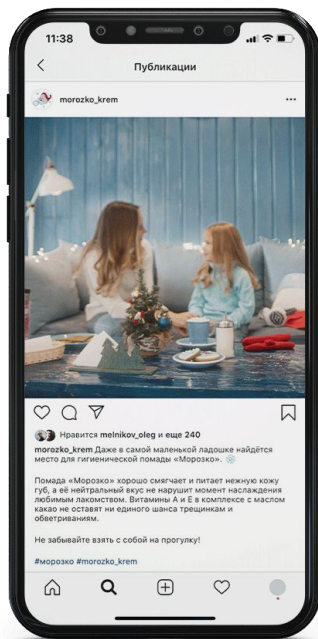 11:38
Публикации
morozko_krem
Нравится melnikov_oleg и еще 240
morozko_krem Даже в самой маленькой ладошке найдётся
место для гигиенической помады «Морозко». ❄️
Помада «Морозко» хорошо смягчает и питает нежную кожу
губ, а её нейтральный вкус не нарушит момент наслаждения
любимым лакомством. Витамины А и Е в комплексе с маслом
какао не оставят ни единого шанса трещинкам и
обветриваниям.
Не забывайте взять с собой на прогулку!
#морозко #morozko_krem